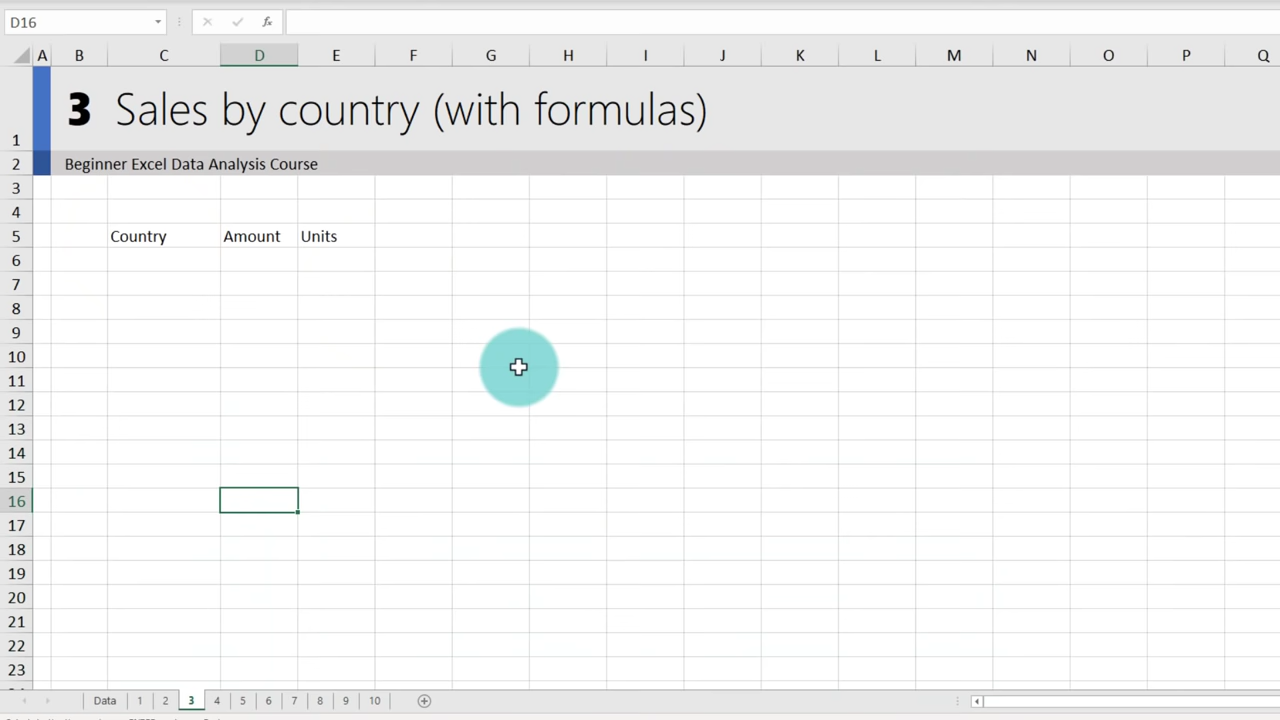 D16
fx
A B C D E F G H I J K L M N O P Q
1 3 Sales by country (with formulas)
2 Beginner Excel Data Analysis Course
3
4
5 Country Amount Units
6
7
8
9
10
11
12
13
14
15
16
17
18
19
20
21
22
23
Data 1 2 3 4 5 6 7 8 9 10